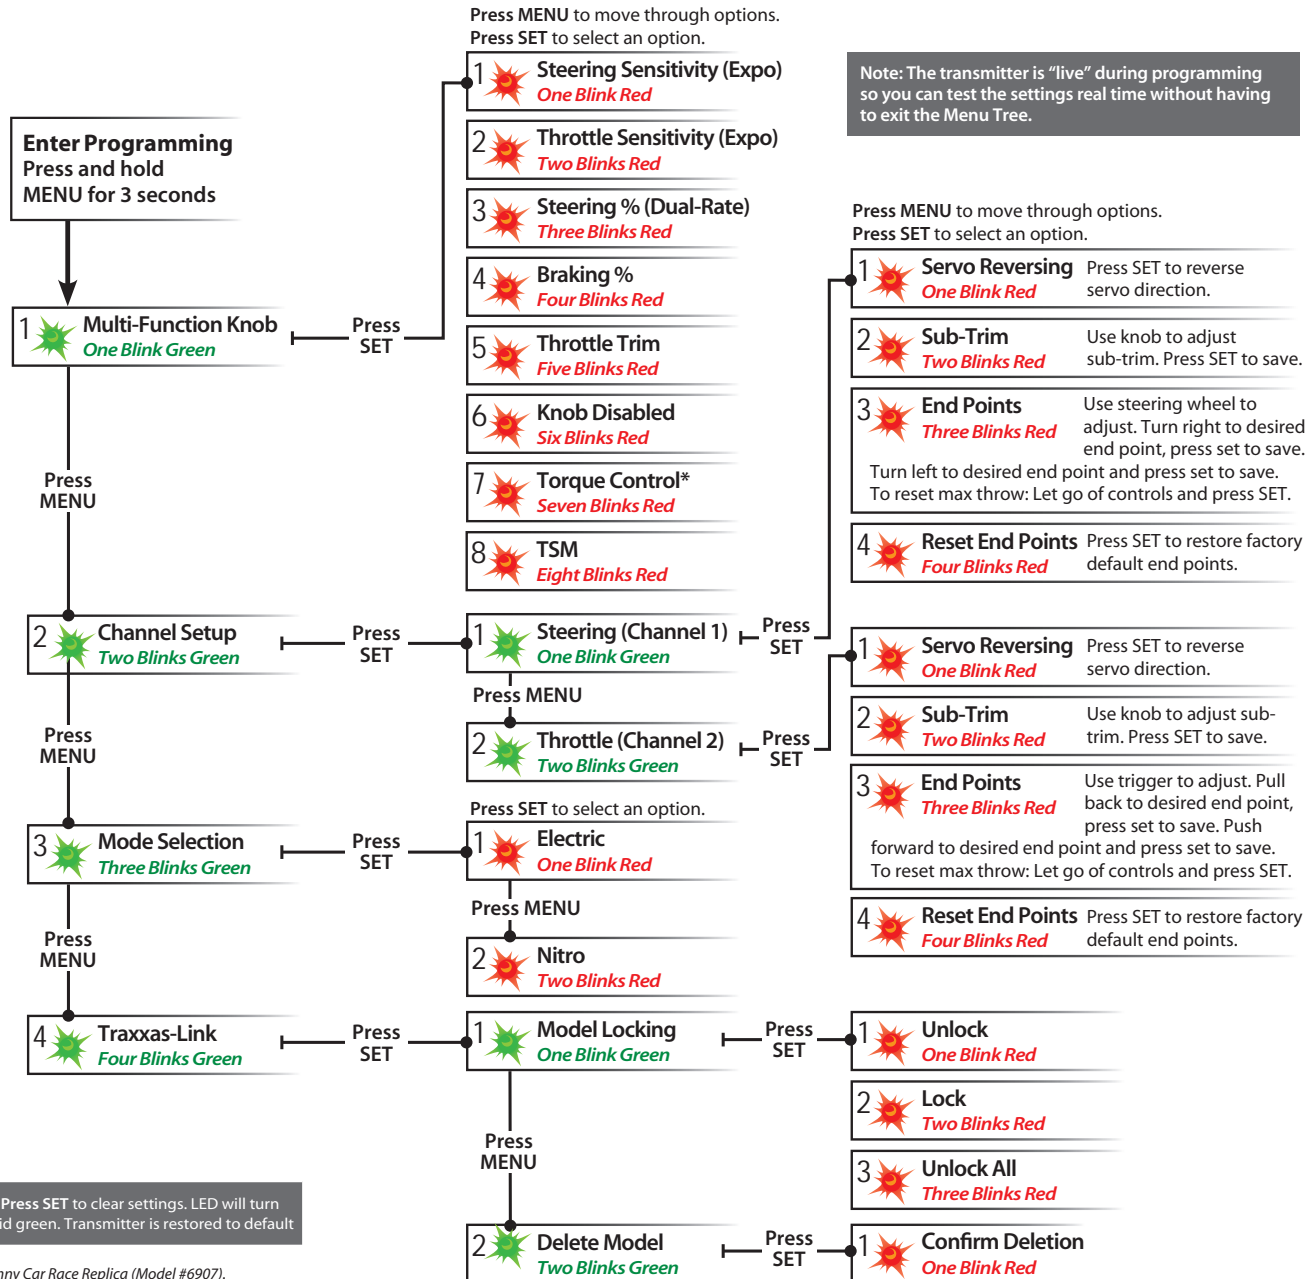 Press MENU to move through options.
Press SET to select an option.
Note: The transmitter is “live” during programming
so you can test the settings real time without having
to exit the Menu Tree.
Enter Programming
Press and hold
MENU for 3 seconds
1 Multi-Function Knob
One Blink Green
Press
SET
1 Steering Sensitivity (Expo)
One Blink Red
2 Throttle Sensitivity (Expo)
Two Blinks Red
3 Steering % (Dual-Rate)
Three Blinks Red
4 Braking %
Four Blinks Red
5 Throttle Trim
Five Blinks Red
6 Knob Disabled
Six Blinks Red
7 Torque Control*
Seven Blinks Red
8 TSM
Eight Blinks Red
Press
MENU
2 Channel Setup
Two Blinks Green
Press
SET
1 Steering (Channel 1)
One Blink Green
Press
SET
Press MENU to move through options.
Press SET to select an option.
1 Servo Reversing Press SET to reverse
One Blink Red servo direction.
2 Sub-Trim Use knob to adjust
Two Blinks Red sub-trim. Press SET to save.
3 End Points Use steering wheel to
Three Blinks Red adjust. Turn right to desired
end point, press set to save.
Turn left to desired end point and press set to save.
To reset max throw: Let go of controls and press SET.
4 Reset End Points Press SET to restore factory
Four Blinks Red default end points.
Press MENU
2 Throttle (Channel 2)
Two Blinks Green
Press
SET
1 Servo Reversing Press SET to reverse
One Blink Red servo direction.
2 Sub-Trim Use knob to adjust sub-
Two Blinks Red trim. Press SET to save.
3 End Points Use trigger to adjust. Pull
Three Blinks Red back to desired end point,
press set to save. Push
forward to desired end point and press set to save.
To reset max throw: Let go of controls and press SET.
4 Reset End Points Press SET to restore factory
Four Blinks Red default end points.
Press
MENU
3 Mode Selection
Three Blinks Green
Press
SET
Press SET to select an option.
1 Electric
One Blink Red
Press MENU
2 Nitro
Two Blinks Red
Press
MENU
4 Traxxas-Link
Four Blinks Green
Press
SET
1 Model Locking
One Blink Green
Press
SET
1 Unlock
One Blink Red
2 Lock
Two Blinks Red
3 Unlock All
Three Blinks Red
Press
MENU
2 Delete Model
Two Blinks Green
Press
SET
1 Confirm Deletion
One Blink Red
Press SET to clear settings. LED will turn
green. Transmitter is restored to default
Car Race Replica (Model #6907).